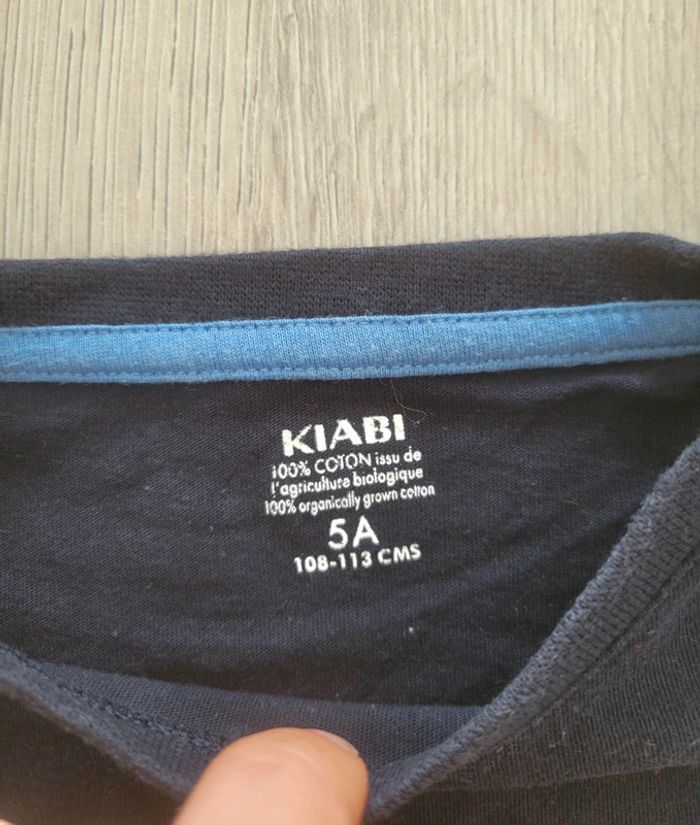 KIABI
100% COTON issu de
l'agriculture biologique
100% organically grown cotton
5A
108-113 CMS